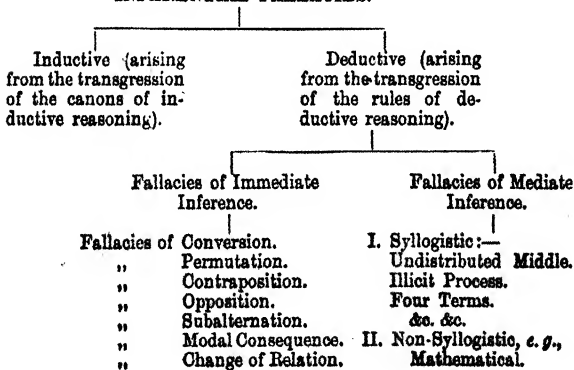 Inductive (arising
from the transgression
of the canons of in-
ductive reasoning).
Deductive (arising
from the transgression
of the rules of de-
ductive reasoning).
Fallacies of Immediate
Inference.
Fallacies of Mediate
Inference.
Fallacies of Conversion.
„ Permutation.
„ Contraposition.
„ Opposition.
„ Subalternation.
„ Modal Consequence.
„ Change of Relation.
I. Syllogistic:—
Undistributed Middle.
Illicit Process.
Four Terms.
&c. &c.
II. Non-Syllogistic, e.g.,
Mathematical.